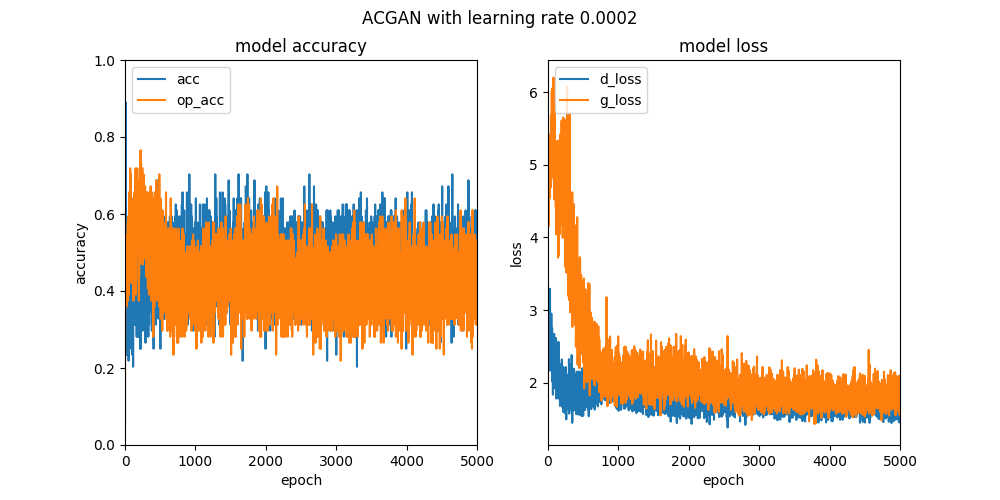 ACGAN with learning rate 0.0002
model accuracy
acc
op_acc
accuracy
1.0
0.8
0.6
0.4
0.2
0.0
0 1000 2000 3000 4000 5000
epoch
model loss
d_loss
g_loss
loss
6
5
4
3
2
0 1000 2000 3000 4000 5000
epoch